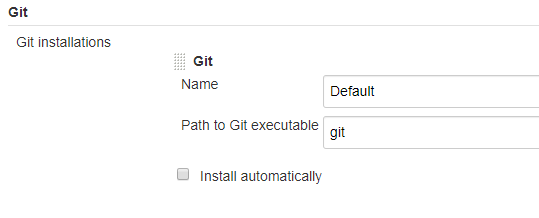 Git
Git installations
Git
Name
Default
Path to Git executable
git
Install automatically